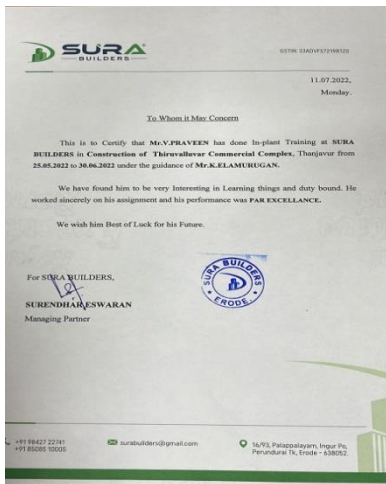 SURA
BUILDERS
GSTIN: 33ADVFS7219R1Z0
11.07.2022,
Monday.
To Whom it May Concern
This is to Certify that Mr.V.PRAVEEN has done In-plant Training at SURA
BUILDERS in Construction of Thiruvalluvar Commercial Complex, Thanjavur from
25.05.2022 to 30.06.2022 under the guidance of Mr.K.ELAMURUGAN.
We have found him to be very Interesting in Learning things and duty bound. He
worked sincerely on his assignment and his performance was PAR EXCELLANCE.
We wish him Best of Luck for his Future.
For SURA BUILDERS,
SURENDHAR ESWARAN
Managing Partner
SURA BUILDERS
ERODE.
+91 98427 22741
+91 85085 10005
surabuilders@gmail.com
16/93, Palappalayam, Ingur Po,
Perundurai Tk, Erode - 638052.